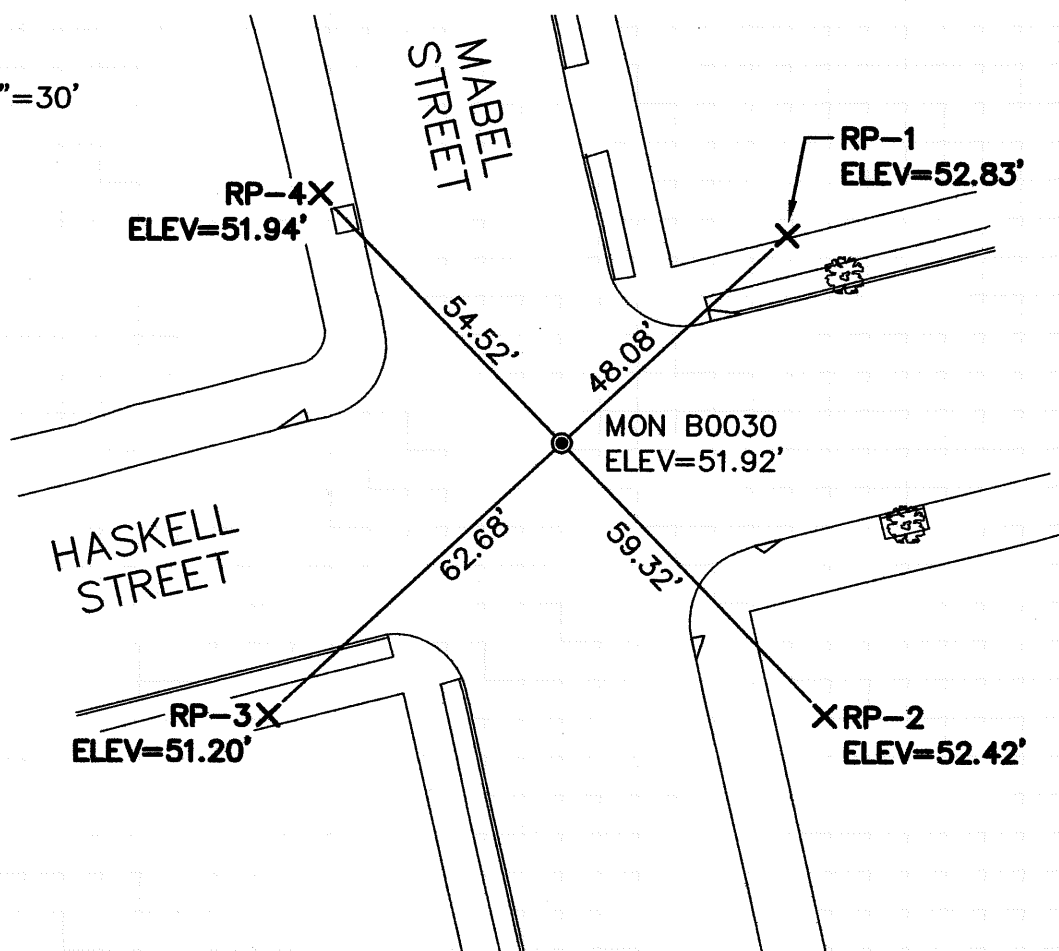 "=30'
MABEL
STREET
RP-1
ELEV=52.83'
RP-4
ELEV=51.94'
54.52'
48.08'
MON B0030
ELEV=51.92'
HASKELL
STREET
62.68'
59.32'
RP-3
ELEV=51.20'
RP-2
ELEV=52.42'